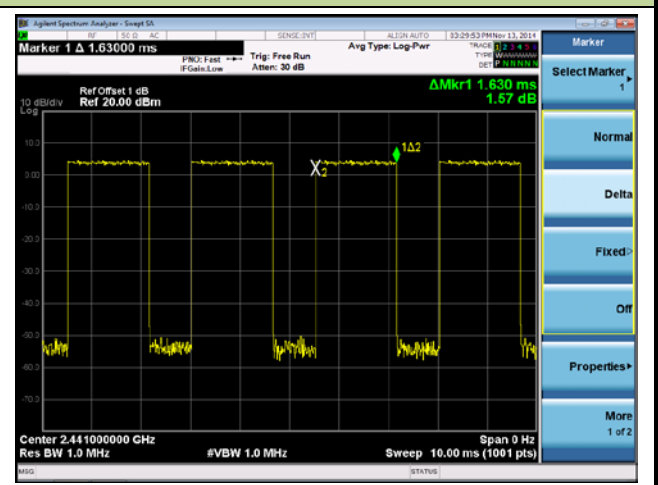 Agilent Spectrum Analyzer - Swept SA
RF 50 Ω AC SENSE:INT ALIGN AUTO 03:29:53 PM Nov 13, 2014
Marker 1 Δ 1.63000 ms
PNO: Fast Trig: Free Run
IFGain:Low Atten: 30 dB
Avg Type: Log-Pwr
TRACE 1 2 3 4 5 6
TYPE WWWWWW
DET P N N N N N
ΔMkr1 1.630 ms
1.57 dB
Ref Offset 1 dB
10 dB/div Ref 20.00 dBm
Log
10.0
0.00
-10.0
-20.0
-30.0
-40.0
-50.0
-60.0
-70.0
1Δ2
X2
Center 2.441000000 GHz Span 0 Hz
Res BW 1.0 MHz #VBW 1.0 MHz Sweep 10.00 ms (1001 pts)
MSG STATUS
Marker
Select Marker
1
Normal
Delta
Fixed
Off
Properties
More
1 of 2